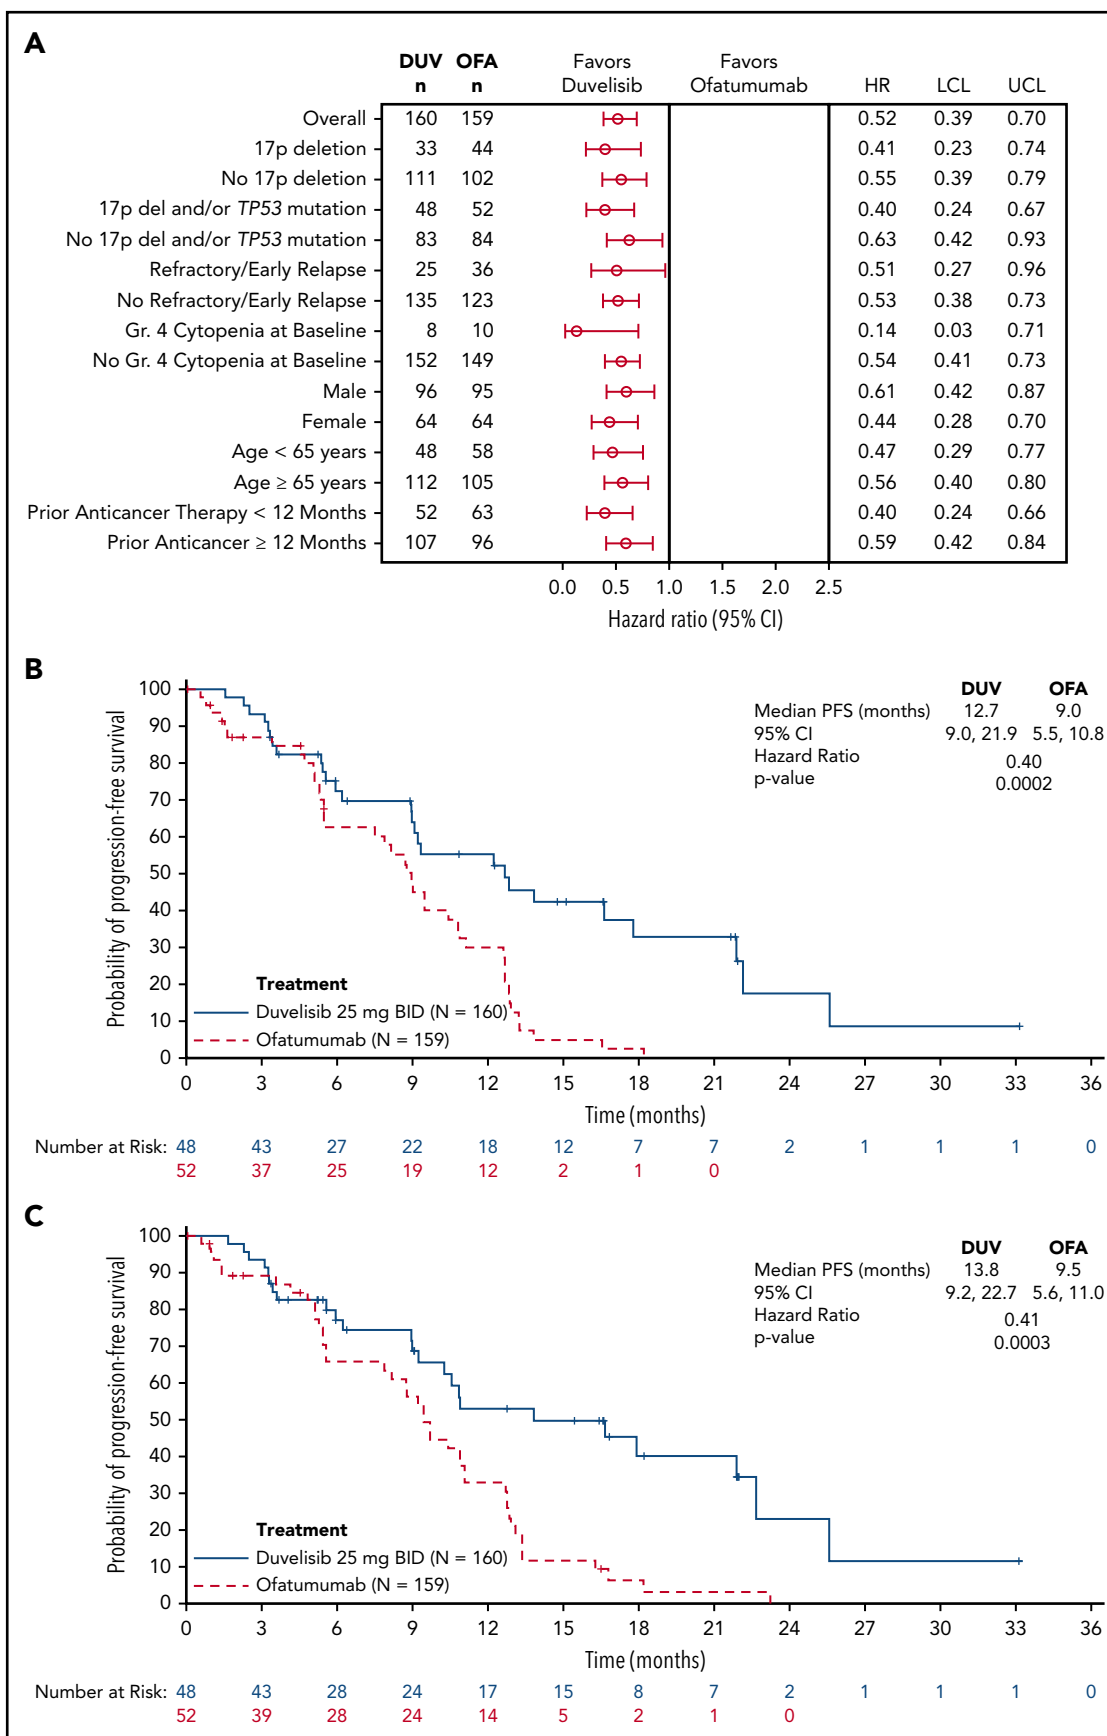 A
DUV OFA Favors Favors
n n Duvelisib Ofatumumab HR LCL UCL
Overall 160 159 0.52 0.39 0.70
17p deletion 33 44 0.41 0.23 0.74
No 17p deletion 111 102 0.55 0.39 0.79
17p del and/or TP53 mutation 48 52 0.40 0.24 0.67
No 17p del and/or TP53 mutation 83 84 0.63 0.42 0.93
Refractory/Early Relapse 25 36 0.51 0.27 0.96
No Refractory/Early Relapse 135 123 0.53 0.38 0.73
Gr. 4 Cytopenia at Baseline 8 10 0.14 0.03 0.71
No Gr. 4 Cytopenia at Baseline 152 149 0.54 0.41 0.73
Male 96 95 0.61 0.42 0.87
Female 64 64 0.44 0.28 0.70
Age < 65 years 48 58 0.47 0.29 0.77
Age ≥ 65 years 112 105 0.56 0.40 0.80
Prior Anticancer Therapy < 12 Months 52 63 0.40 0.24 0.66
Prior Anticancer ≥ 12 Months 107 96 0.59 0.42 0.84
0.0 0.5 1.0 1.5 2.0 2.5
Hazard ratio (95% CI)
B
Probability of progression-free survival
100
90
80
70
60
50
40
30
20
10
0
DUV OFA
Median PFS (months) 12.7 9.0
95% CI 9.0, 21.9 5.5, 10.8
Hazard Ratio 0.40
p-value 0.0002
Treatment
Duvelisib 25 mg BID (N = 160)
Ofatumumab (N = 159)
0 3 6 9 12 15 18 21 24 27 30 33 36
Time (months)
Number at Risk: 48 43 27 22 18 12 7 7 2 1 1 1 0
52 37 25 19 12 2 1 0
C
Probability of progression-free survival
100
90
80
70
60
50
40
30
20
10
0
DUV OFA
Median PFS (months) 13.8 9.5
95% CI 9.2, 22.7 5.6, 11.0
Hazard Ratio 0.41
p-value 0.0003
Treatment
Duvelisib 25 mg BID (N = 160)
Ofatumumab (N = 159)
0 3 6 9 12 15 18 21 24 27 30 33 36
Time (months)
Number at Risk: 48 43 28 24 17 15 8 7 2 1 1 1 0
52 39 28 24 14 5 2 1 0